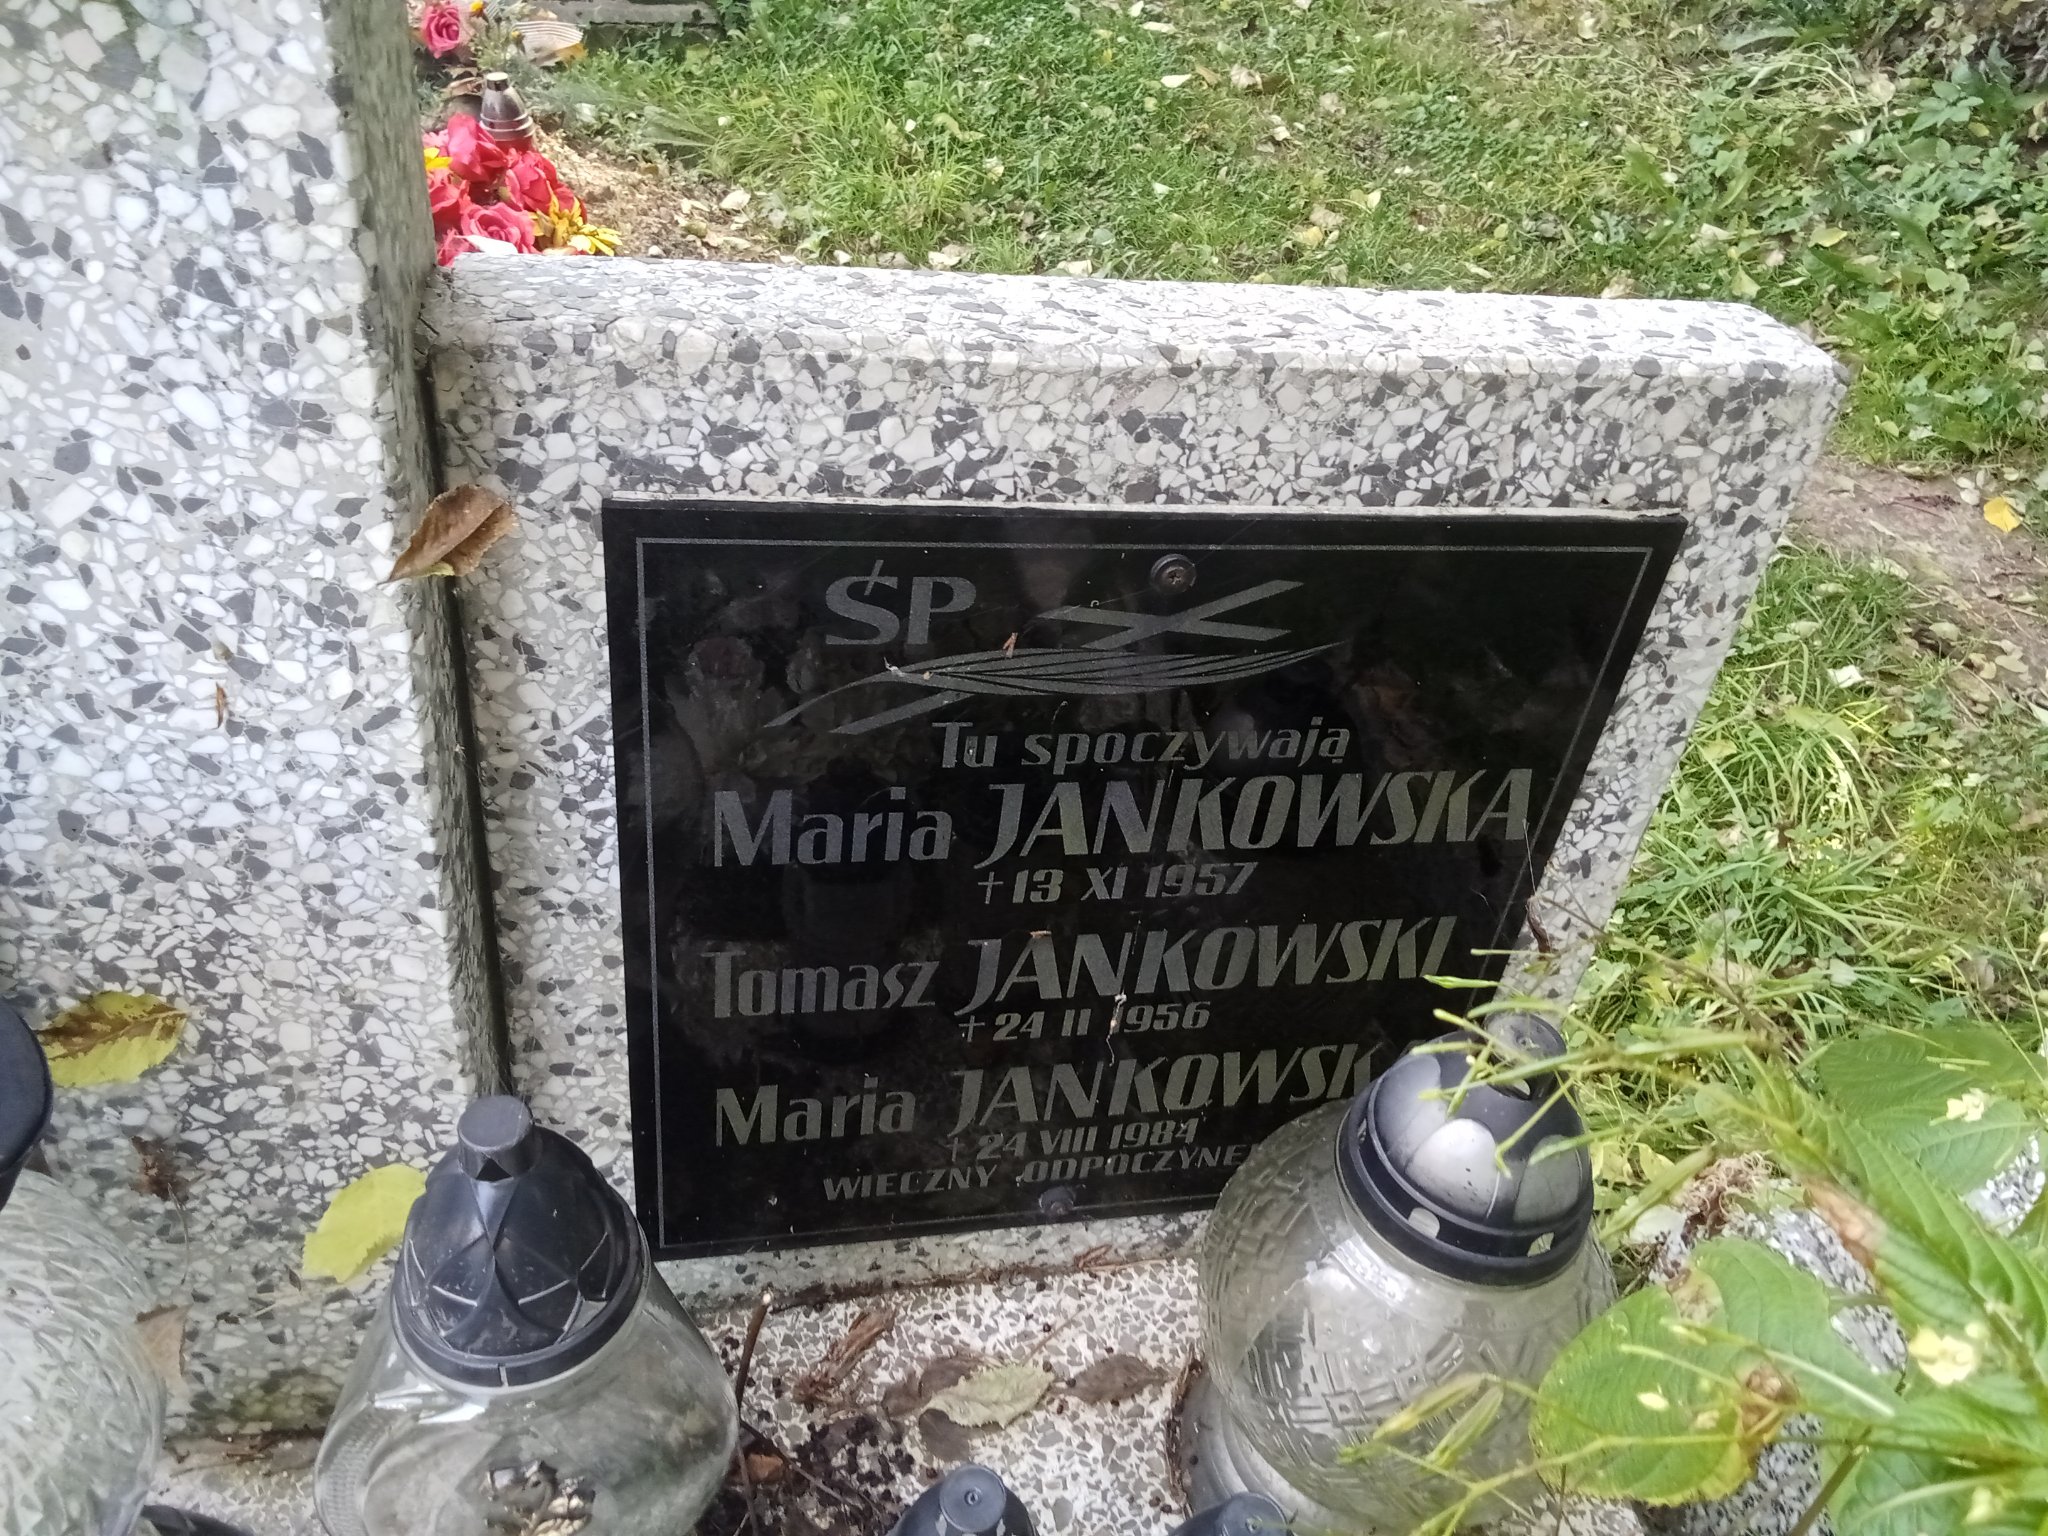 ŚP
Tu spoczywają
Maria JANKOWSKA
+ 13 XI 1957
Tomasz JANKOWSKI
+ 24 II 1956
Maria JANKOWSK
+ 24 VIII 1984
WIECZNY ODPOCZYNE